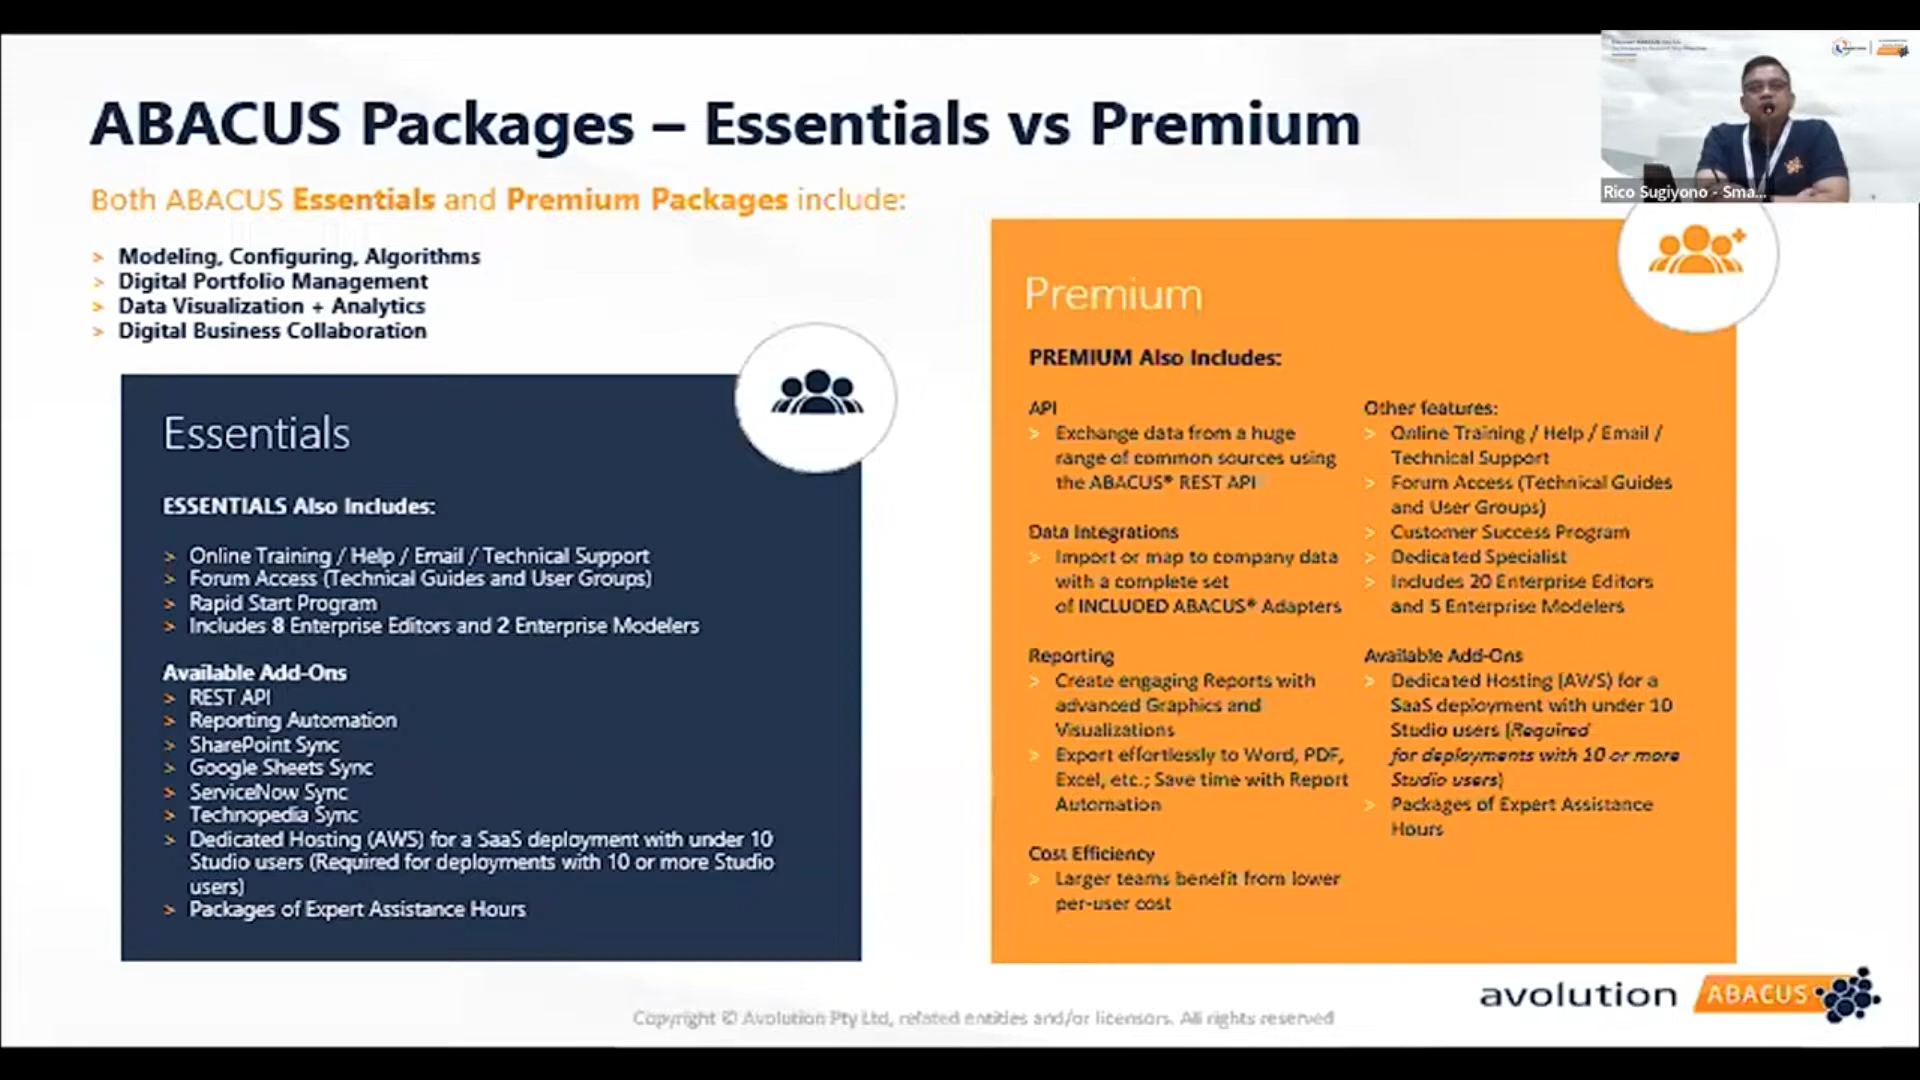 ABACUS Packages – Essentials vs Premium
Both ABACUS Essentials and Premium Packages include:
> Modeling, Configuring, Algorithms
> Digital Portfolio Management
> Data Visualization + Analytics
> Digital Business Collaboration
Essentials
ESSENTIALS Also Includes:
> Online Training / Help / Email / Technical Support
> Forum Access (Technical Guides and User Groups)
> Rapid Start Program
> Includes 8 Enterprise Editors and 2 Enterprise Modelers
Available Add-Ons
> REST API
> Reporting Automation
> SharePoint Sync
> Google Sheets Sync
> ServiceNow Sync
> Technopedia Sync
> Dedicated Hosting (AWS) for a SaaS deployment with under 10
Studio users (Required for deployments with 10 or more Studio
users)
> Packages of Expert Assistance Hours
Premium
PREMIUM Also Includes:
API
> Exchange data from a huge
range of common sources using
the ABACUS® REST API
Data Integrations
> Import or map to company data
with a complete set
of INCLUDED ABACUS® Adapters
Reporting
> Create engaging Reports with
advanced Graphics and
Visualizations
> Export effortlessly to Word, PDF,
Excel, etc.; Save time with Report
Automation
Cost Efficiency
> Larger teams benefit from lower
per-user cost
Other features:
> Online Training / Help / Email /
Technical Support
> Forum Access (Technical Guides
and User Groups)
> Customer Success Program
> Dedicated Specialist
> Includes 20 Enterprise Editors
and 5 Enterprise Modelers
Available Add-Ons
> Dedicated Hosting (AWS) for a
SaaS deployment with under 10
Studio users (Required
for deployments with 10 or more
Studio users)
> Packages of Expert Assistance
Hours
Rico Sugiyono - Sma...
avolution ABACUS
Copyright © Avolution Pty Ltd, related entities and/or licensors. All rights reserved